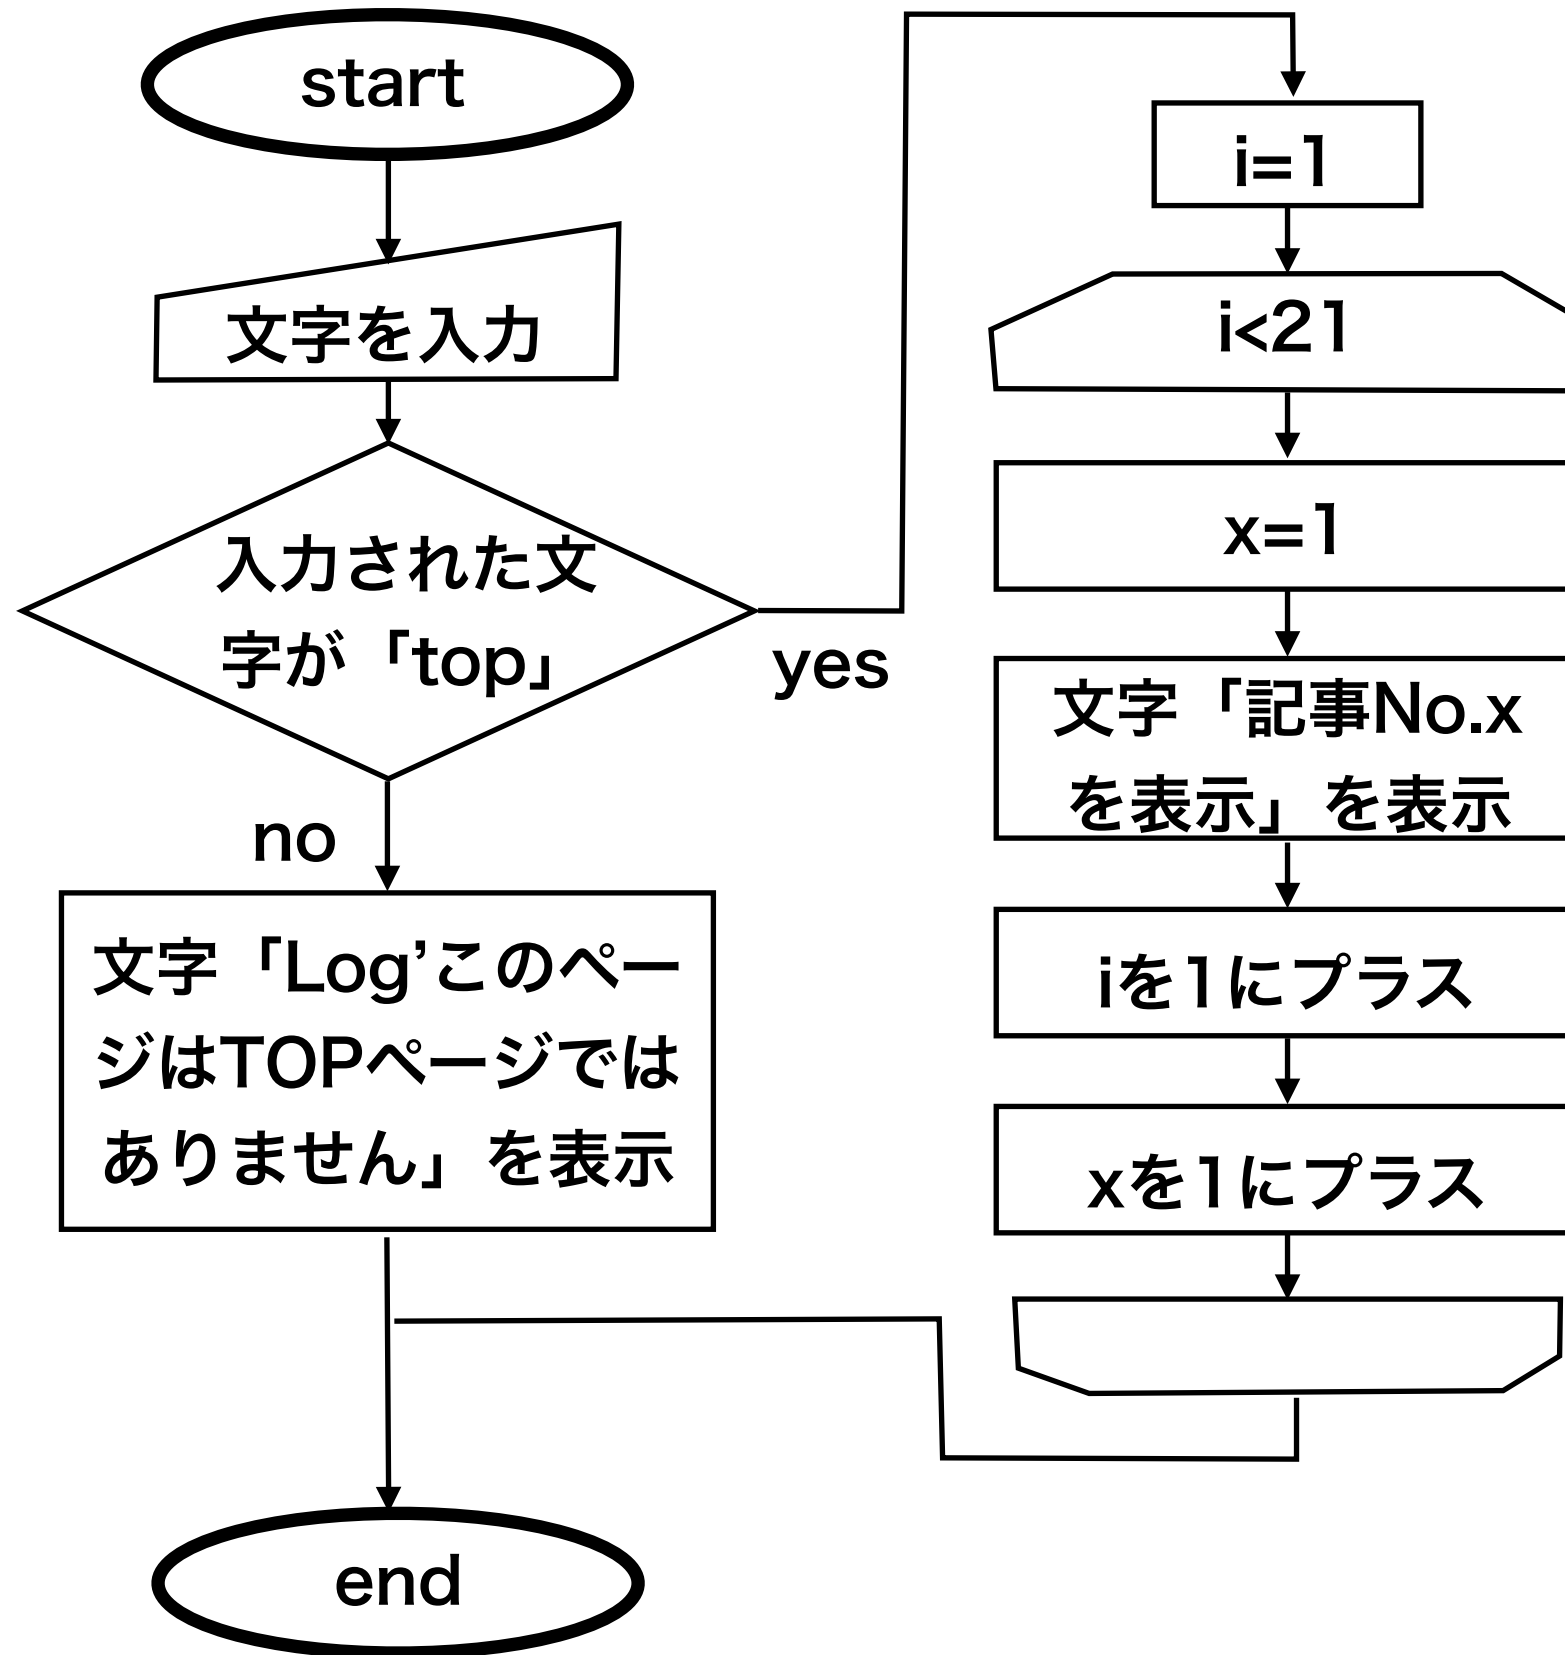 start
文字を入力
入力された文
字が「top」
yes
no
文字「Log’このペー
ジはTOPページでは
ありません」を表示
i=1
i<21
x=1
文字「記事No.x
を表示」を表示
iを1にプラス
xを1にプラス
end